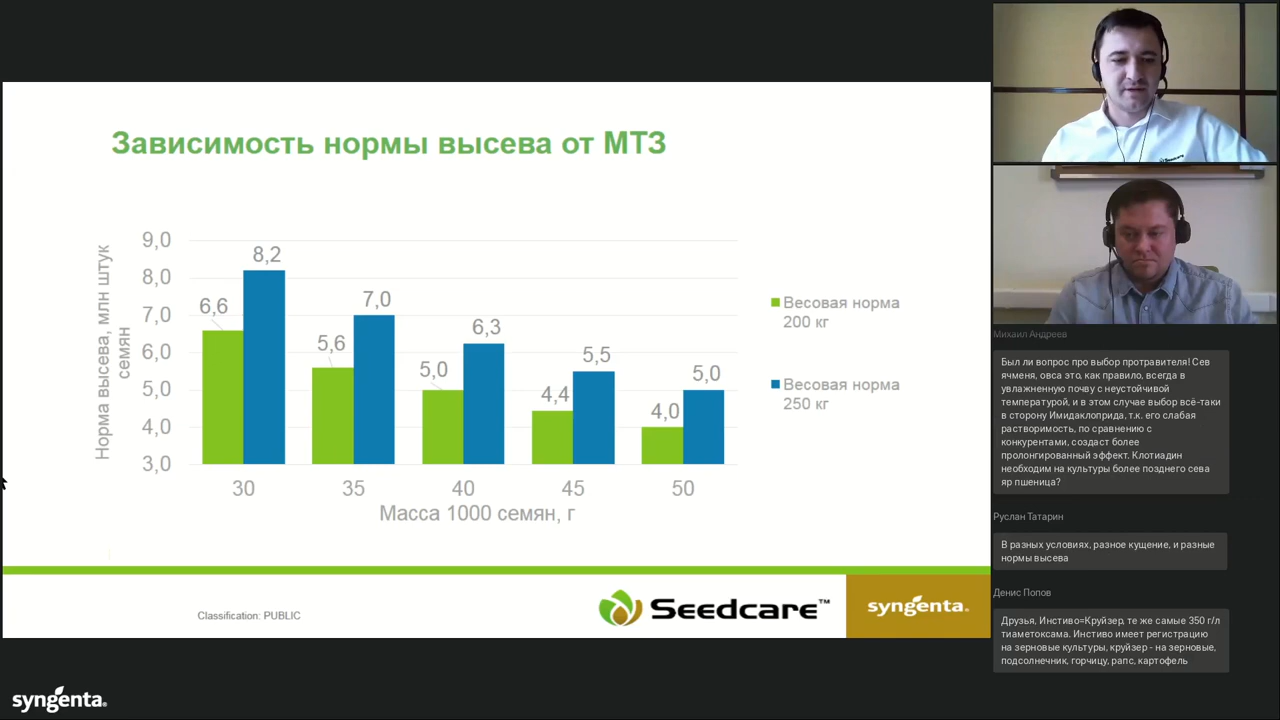 Зависимость нормы высева от МТЗ
Норма высева, млн штук
семян
9,0
8,0
7,0
6,0
5,0
4,0
3,0
6,6
8,2
5,6
7,0
5,0
6,3
4,4
5,5
4,0
5,0
30
35
40
45
50
Масса 1000 семян, г
Весовая норма
200 кг
Весовая норма
250 кг
Classification: PUBLIC
Seedcare™
syngenta.
syngenta®
Михаил Андреев
Был ли вопрос про выбор протравителя! Сев
ячменя, овса это, как правило, всегда в
увлажненную почву с неустойчивой
температурой, и в этом случае выбор всё-таки
в сторону Имидаклоприда, т.к. его слабая
растворимость, по сравнению с
конкурентами, создаст более
пролонгированный эффект. Клотиадин
необходим на культуры более позднего сева
яр пшеница?
Руслан Татарин
В разных условиях, разное кущение, и разные
нормы высева
Денис Попов
Друзья, Инстиво=Круйзер, те же самые 350 г/л
тиаметоксама. Инстиво имеет регистрацию
на зерновые культуры, круйзер - на зерновые,
подсолнечник, горчицу, рапс, картофель